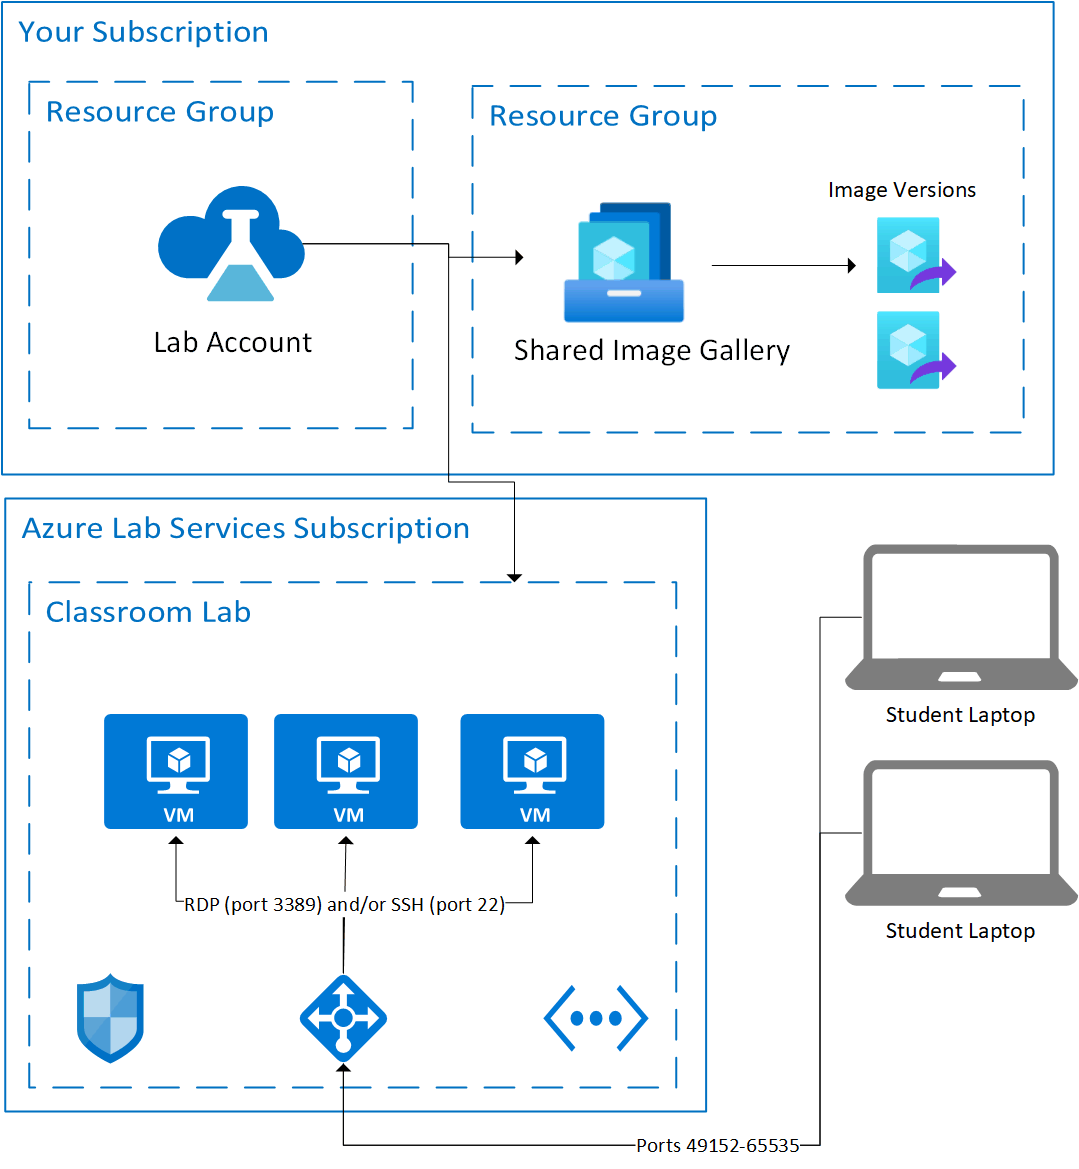 Your Subscription
Resource Group
Lab Account
Resource Group
Image Versions
Shared Image Gallery
Azure Lab Services Subscription
Classroom Lab
VM
VM
VM
RDP (port 3389) and/or SSH (port 22)
Student Laptop
Student Laptop
Ports 49152-65535